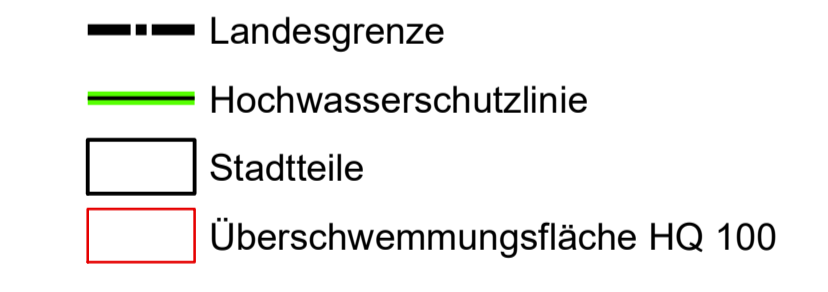 Landesgrenze
Hochwasserschutzlinie
Stadtteile
Überschwemmungsfläche HQ 100